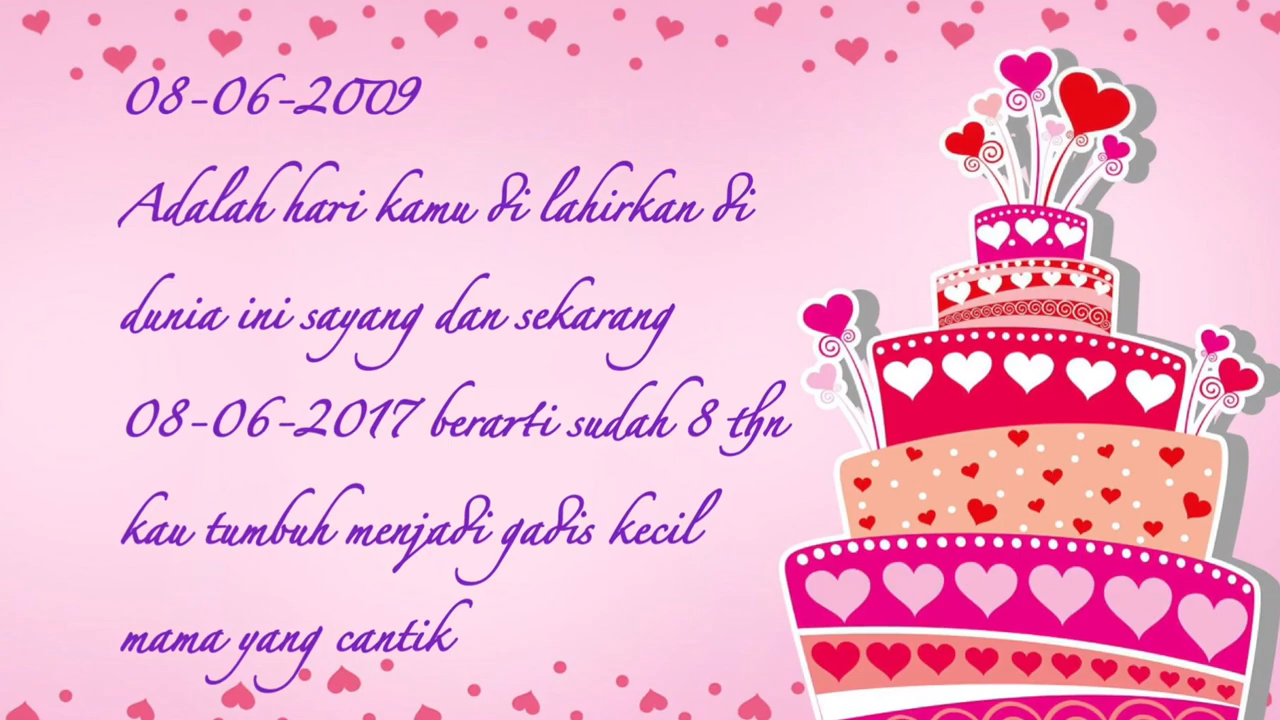 08-06-2009
Adalah hari kamu di lahirkan di
dunia ini sayang dan sekarang
08-06-2017 berarti sudah 8 thn
kau tumbuh menjadi gadis kecil
mama yang cantik